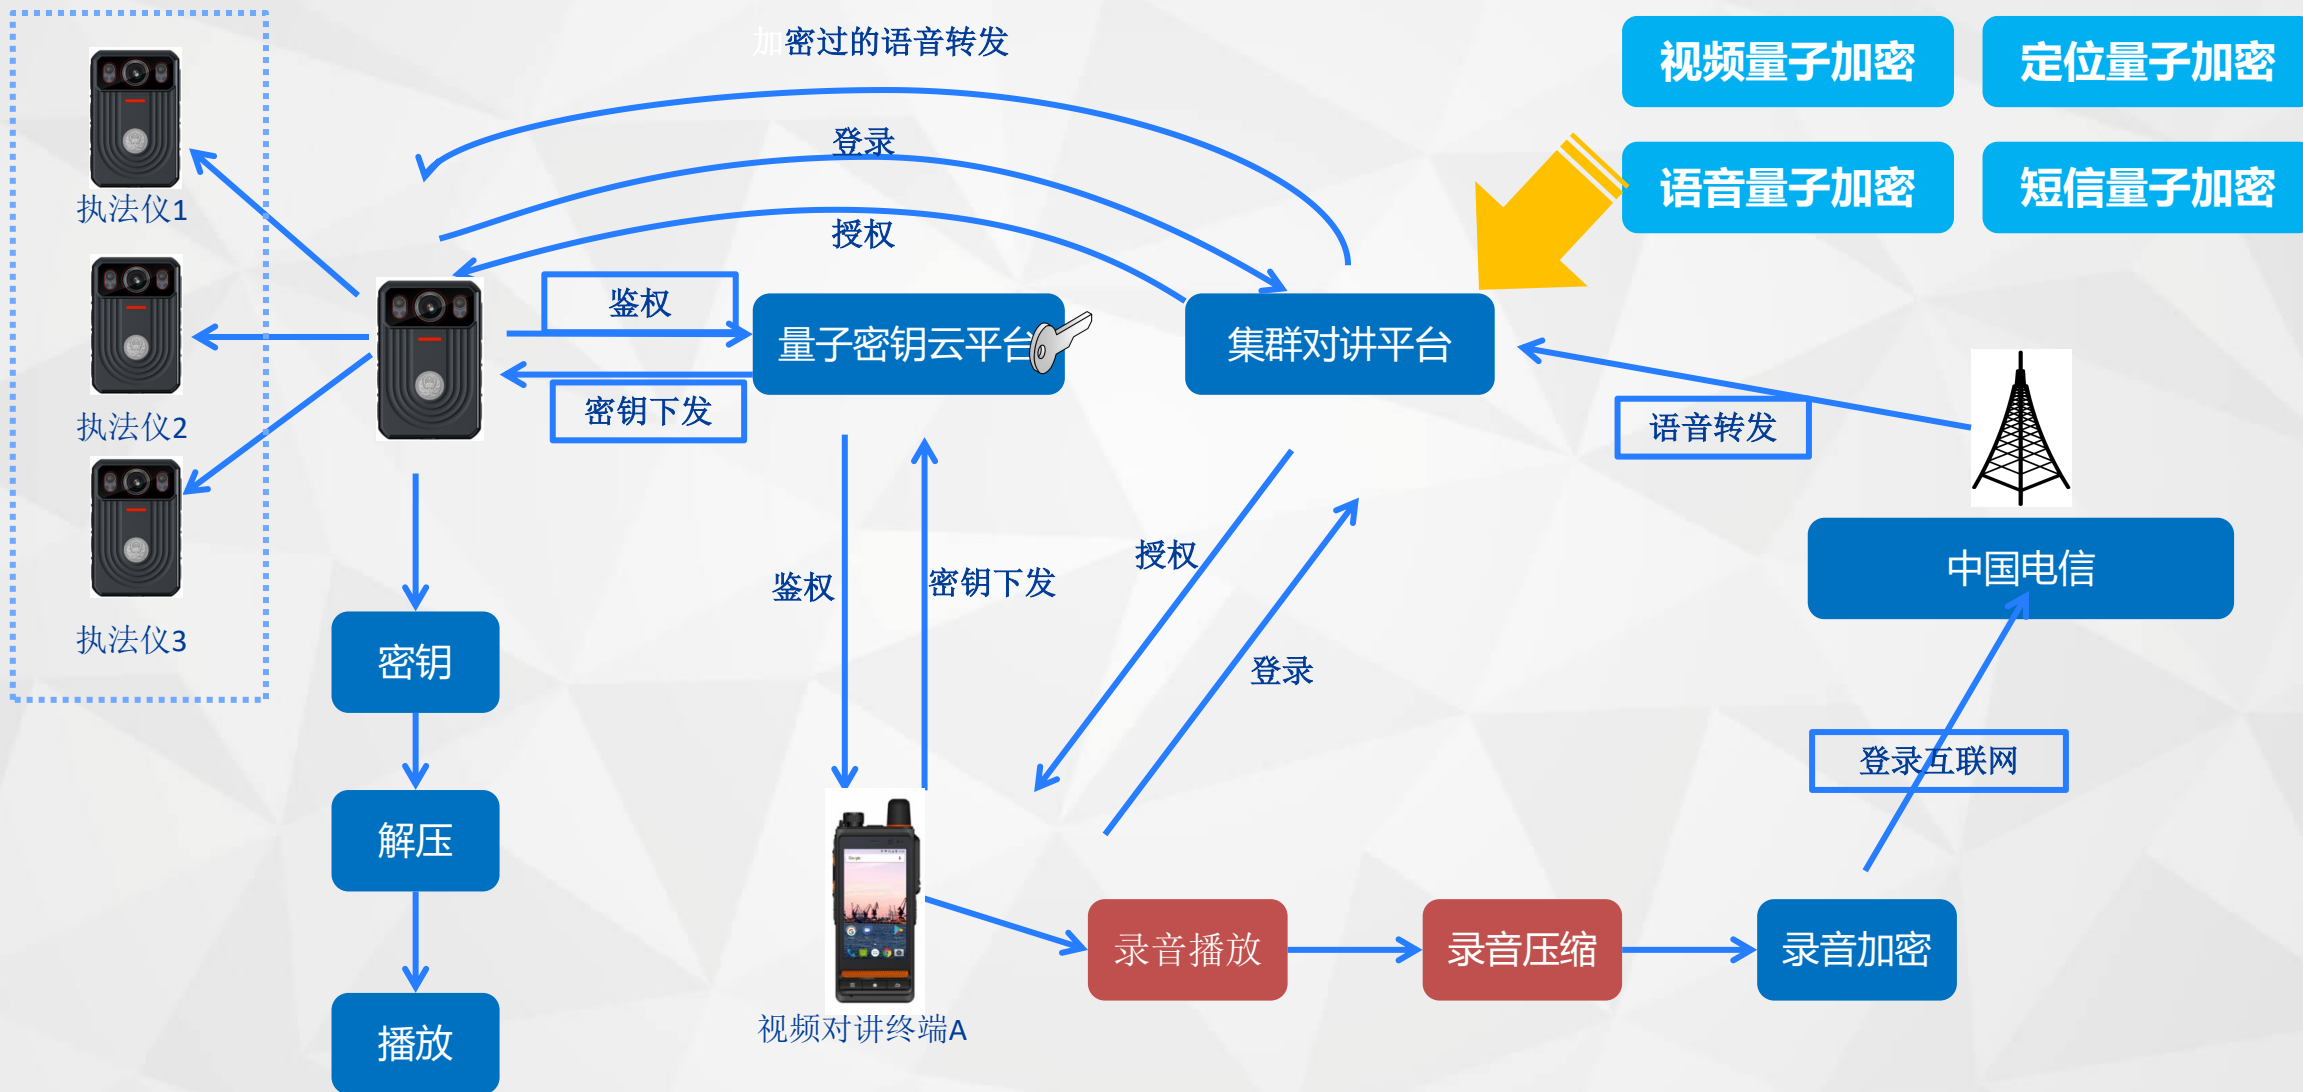 加密过的语音转发
视频量子加密
定位量子加密
登录
语音量子加密
短信量子加密
执法仪1
授权
鉴权
量子密钥云平台
集群对讲平台
密钥下发
语音转发
执法仪2
中国电信
授权
鉴权
密钥下发
执法仪3
密钥
登录
登录互联网
解压
录音播放
录音压缩
录音加密
视频对讲终端A
播放